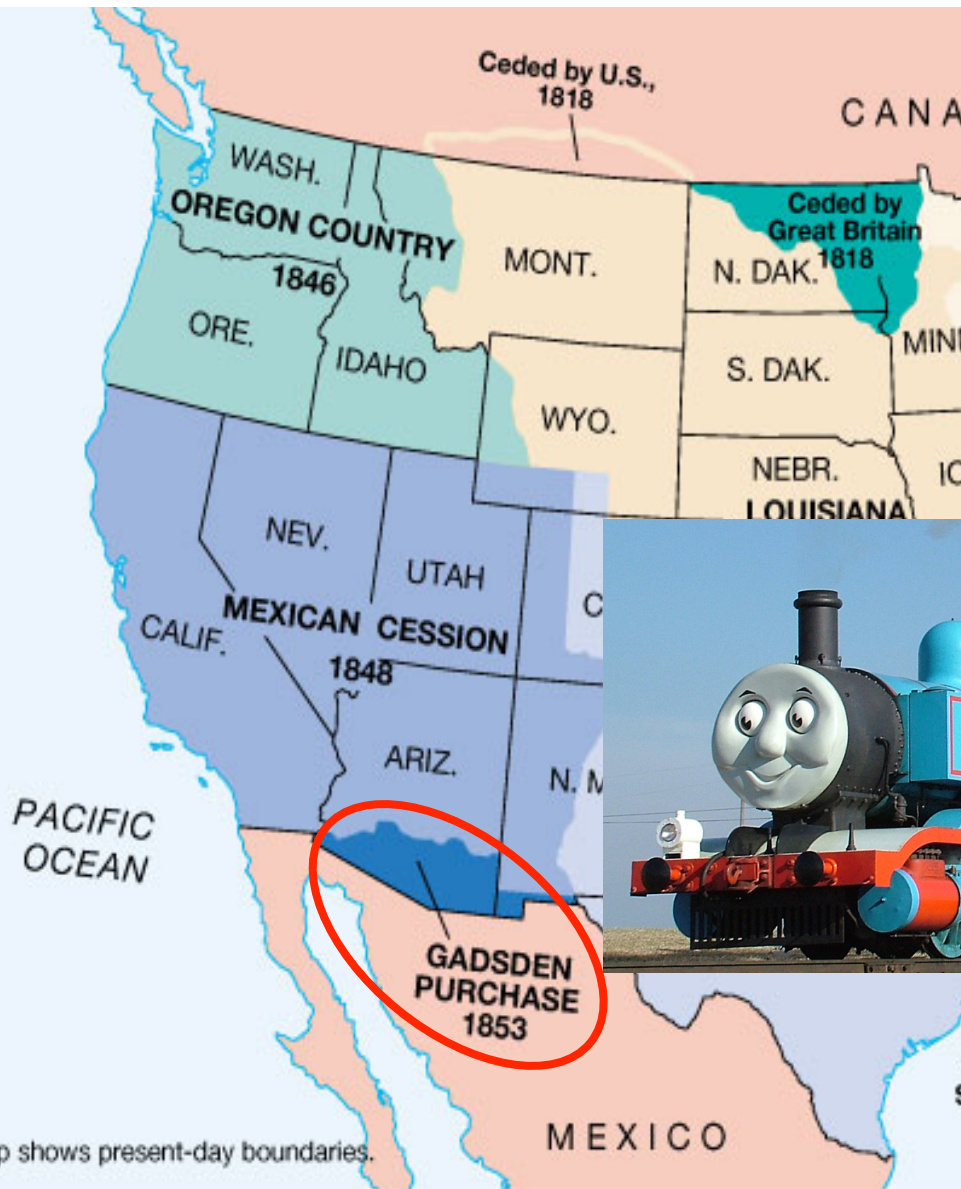 Ceded by U.S.,
1818
CANA
WASH.
OREGON COUNTRY
1846
ORE.
IDAHO
MONT.
Ceded by
Great Britain
1818
N. DAK.
MIN
S. DAK.
WYO.
NEBR.
IC
LOUISIANA
NEV.
UTAH
C
MEXICAN CESSION
1848
CALIF.
ARIZ.
N. M
PACIFIC
OCEAN
GADSDEN
PURCHASE
1853
MEXICO
p shows present-day boundaries.